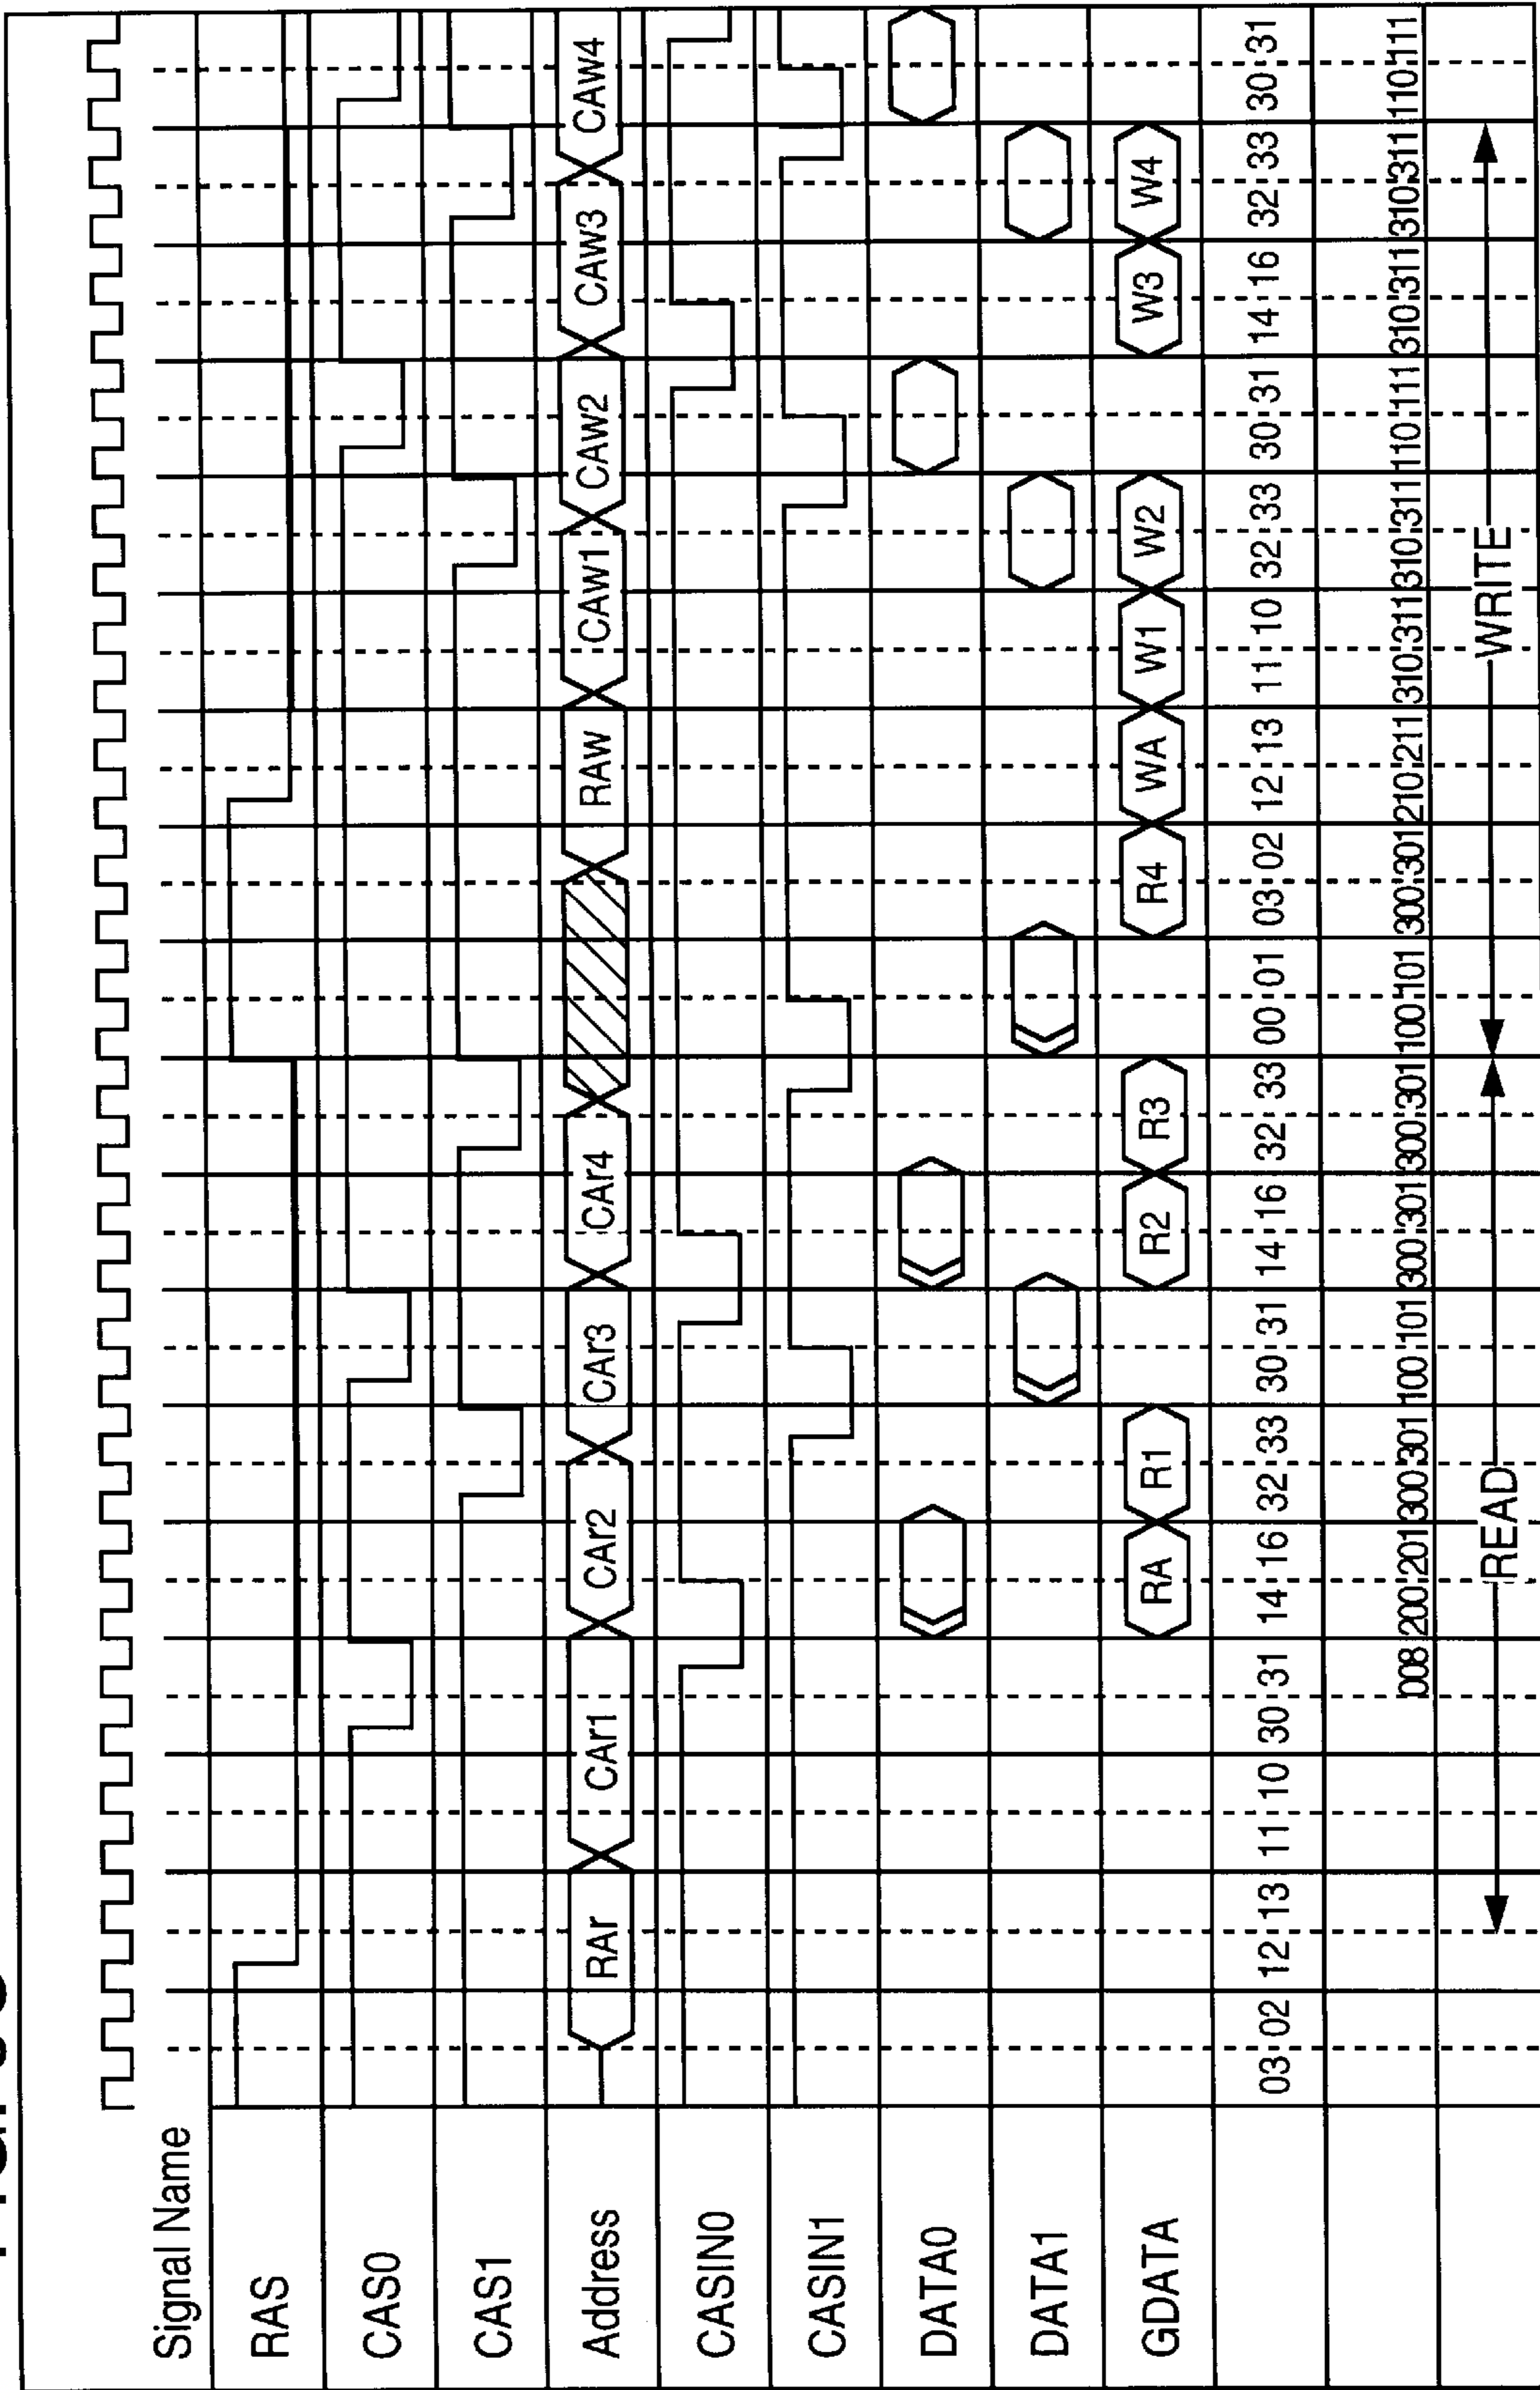 Signal Name
RAS
CAS0
CAS1
Address RAr CAr1 CAr2 CAr3 CAr4 RAw CAw1 CAw2 CAw3 CAw4
CASIN0
CASIN1
DATA0
DATA1
GDATA RA R1 R2 R3 R4 WA W1 W2 W3 W4
03 02 12 13 11 10 30 31 14 16 32 33 30 31 14 16 32 33 00 01 03 02 12 13 11 10 32 33 30 31 14 16 32 33 30 31
008 200 201 300 301 100 101 300 301 300 301 100 101 300 301 210 211 310 311 310 311 110 111 310 311 310 311 110 111
READ WRITE